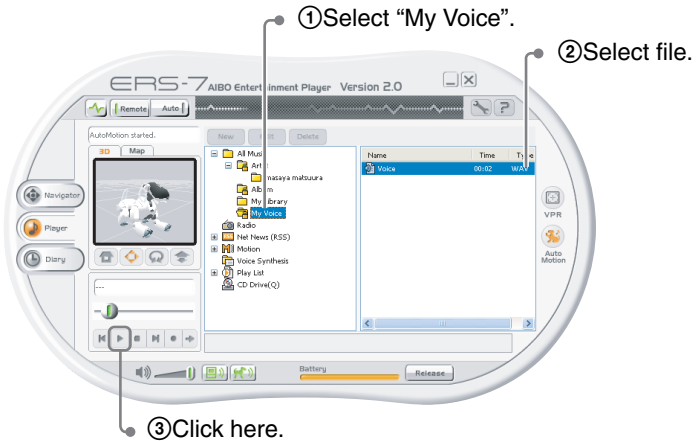 ①Select “My Voice”.
②Select file.
ERS-7 AIBO Entertainment Player Version 2.0
Remote Auto
AutoMotion started.
New Edit Delete
3D Map
All Music
Artist
masaya matsuura
Album
My Library
My Voice
Radio
Net News (RSS)
Motion
Voice Synthesis
Play List
CD Drive(Q)
Name Time Type
Voice 00:02 WAV
Navigator
Player
Diary
VPR
Auto
Motion
---
Battery
Release
③Click here.